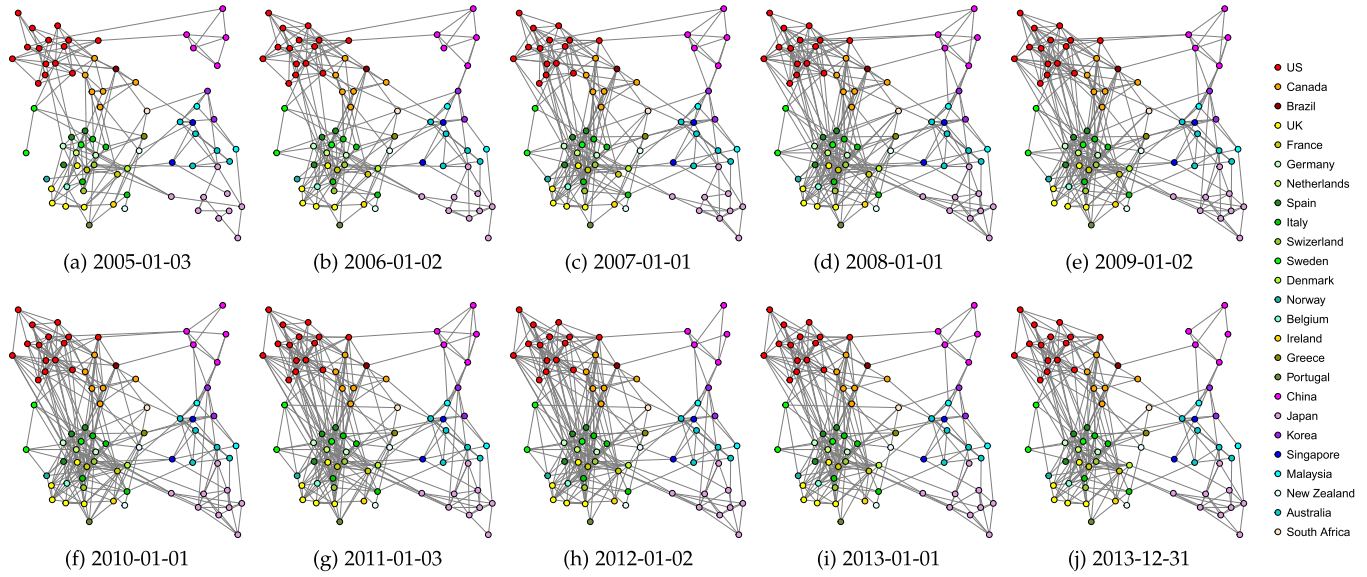 US
Canada
Brazil
UK
France
Germany
Netherlands
Spain
Italy
Swizerland
Sweden
Denmark
Norway
Belgium
Ireland
Greece
Portugal
China
Japan
Korea
Singapore
Malaysia
New Zealand
Australia
South Africa
(a) 2005-01-03
(b) 2006-01-02
(c) 2007-01-01
(d) 2008-01-01
(e) 2009-01-02
(f) 2010-01-01
(g) 2011-01-03
(h) 2012-01-02
(i) 2013-01-01
(j) 2013-12-31